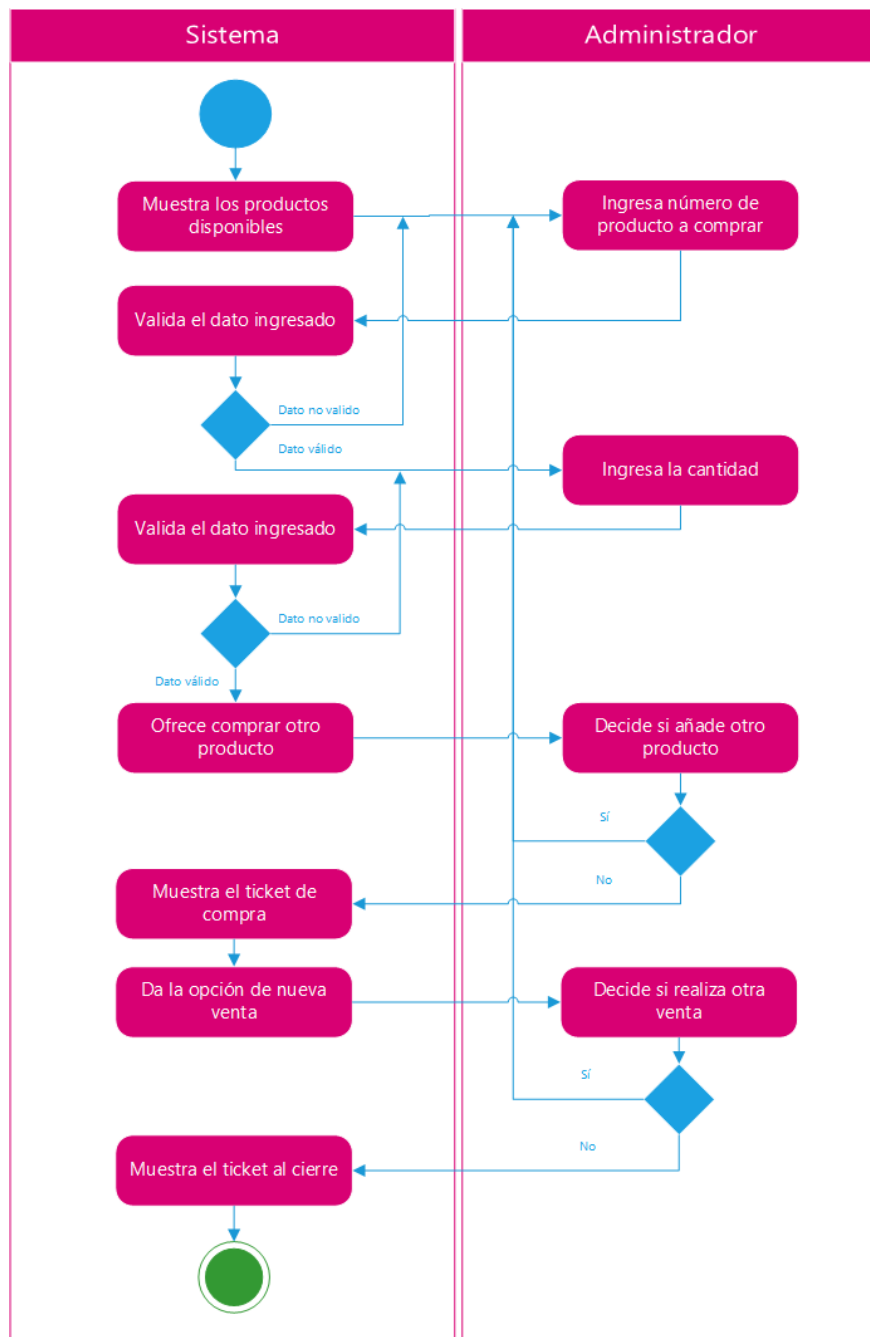 Sistema
Administrador
Muestra los productos
disponibles
Ingresa número de
producto a comprar
Valida el dato ingresado
Dato no valido
Dato válido
Ingresa la cantidad
Valida el dato ingresado
Dato no valido
Dato válido
Ofrece comprar otro
producto
Decide si añade otro
producto
Sí
No
Muestra el ticket de
compra
Da la opción de nueva
venta
Decide si realiza otra
venta
Sí
No
Muestra el ticket al cierre